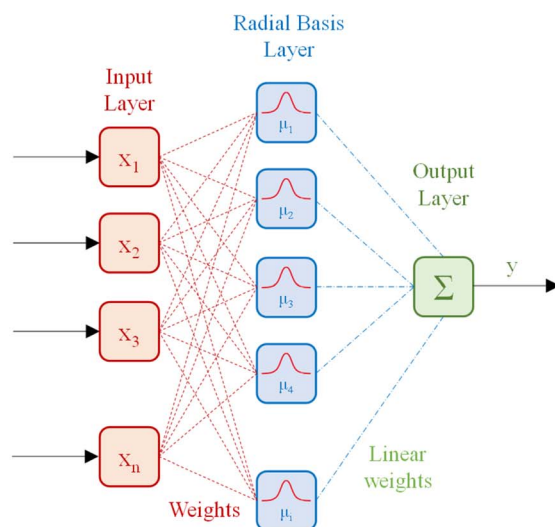 Radial Basis
Layer
Input
Layer
X₁
X₂
X₃
Xₙ
μ₁
μ₂
μ₃
μ₄
μᵢ
Output
Layer
Σ
y
Linear
weights
Weights